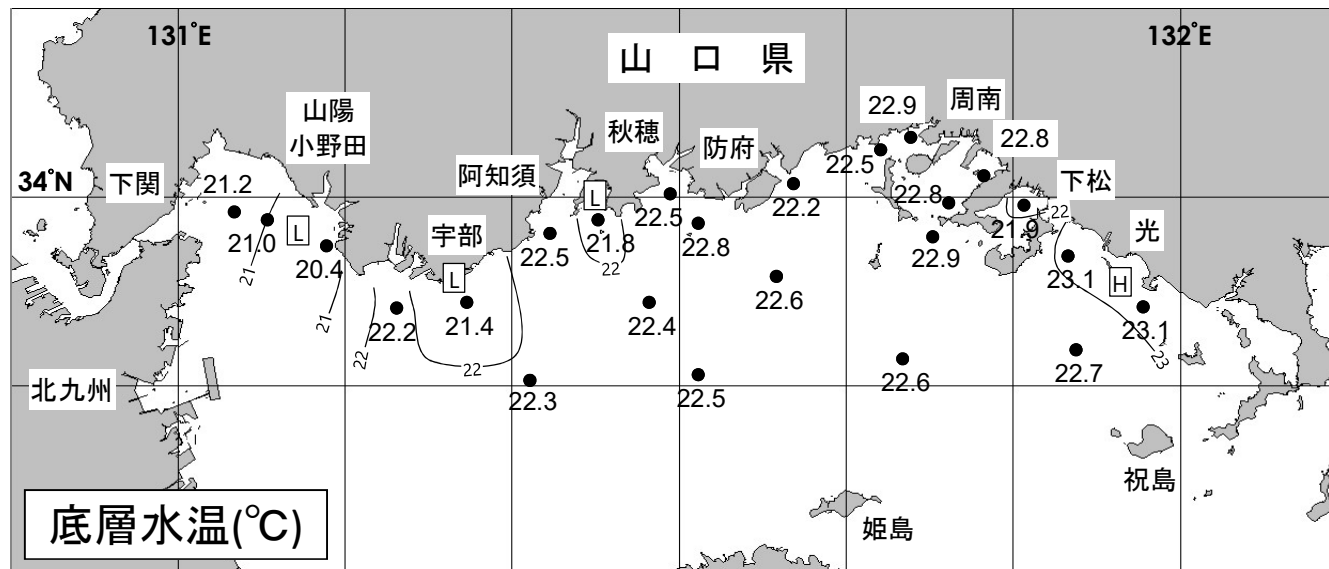 131°E
132°E
山 口 県
22.9
周南
山陽
小野田
秋穂
防府
22.5
22.8
34°N
下関
21.2
阿知須
22.8
下松
22.5
22.2
21.0
L
宇部
22.5
L
21.8
22.8
22
21.9
光
20.4
22
22.9
23.1
21
L
H
21
22.2
21.4
22.4
22.6
23.1
22
22
23
22.7
22.3
22.5
22.6
北九州
祝島
姫島
底層水温(℃)